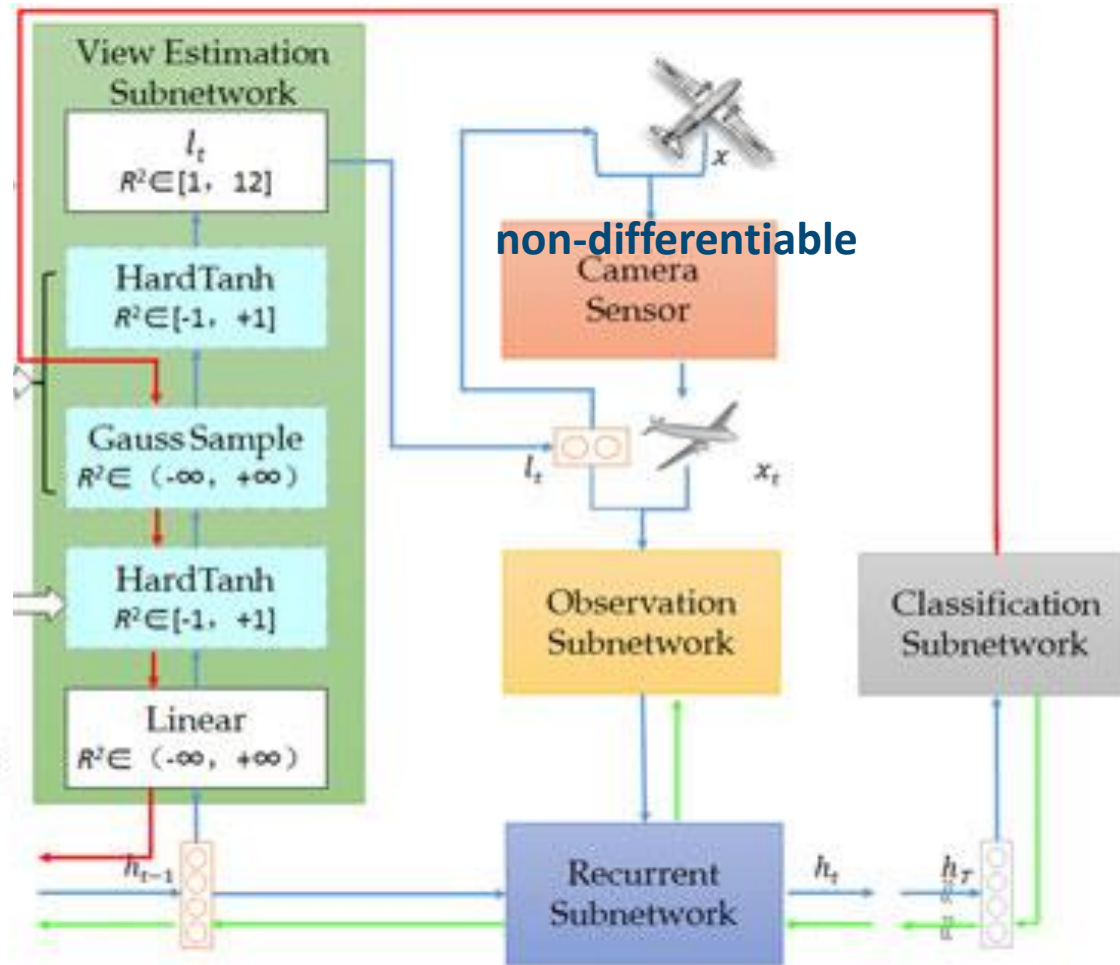 View Estimation
Subnetwork
l_t
R²∈[1, 12]
HardTanh
R²∈[-1, +1]
Gauss Sample
R²∈ (-∞, +∞)
HardTanh
R²∈[-1, +1]
Linear
R²∈ (-∞, +∞)
h_{t-1}
x
non-differentiable
Camera
Sensor
l_t
x_t
Observation
Subnetwork
Classification
Subnetwork
Recurrent
Subnetwork
h_t
h_T